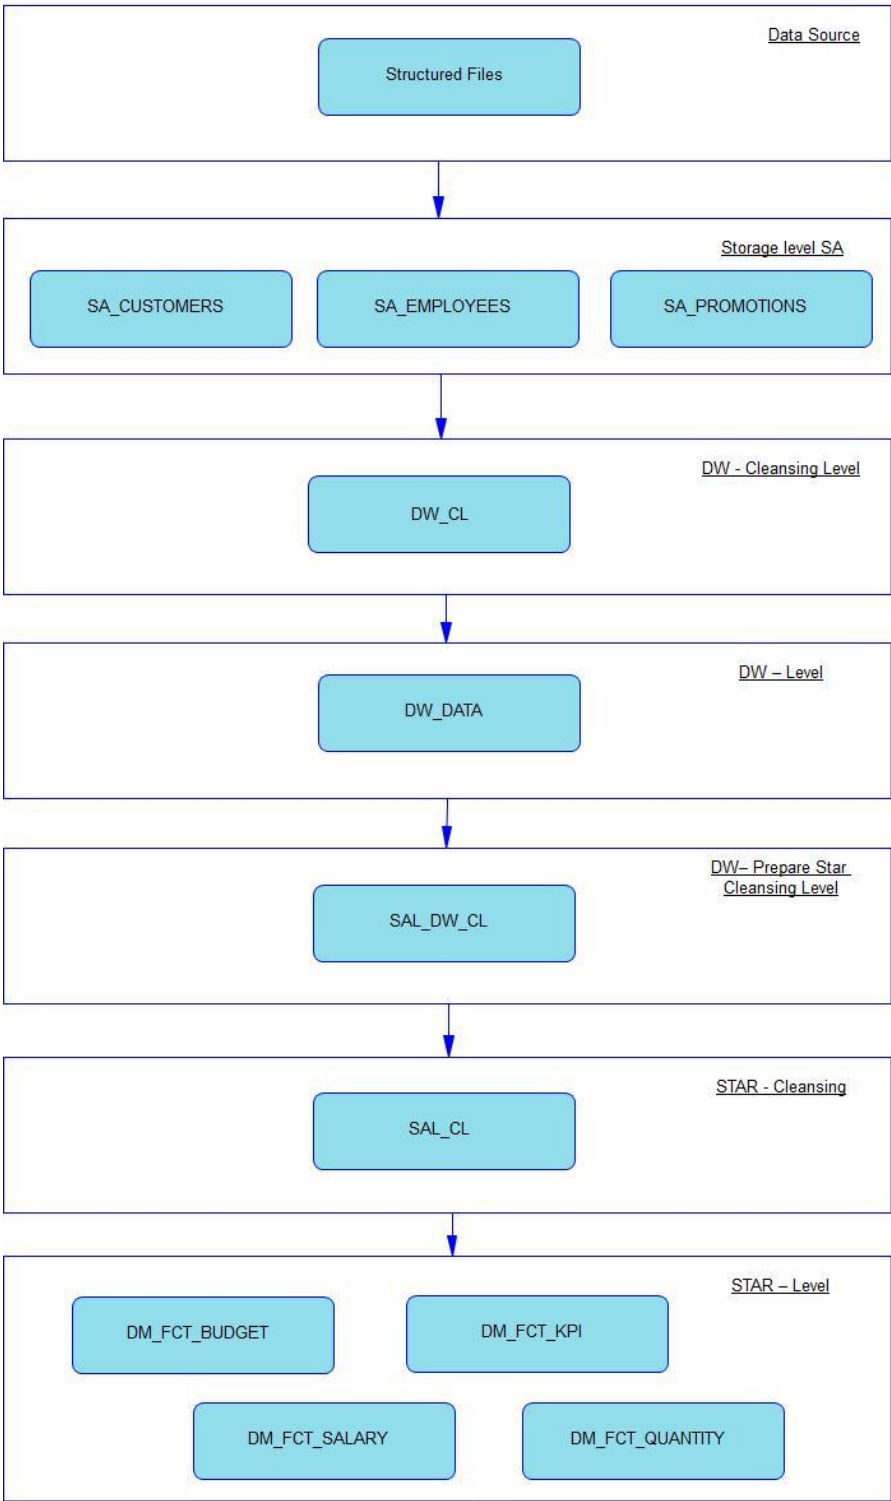 Data Source
Structured Files
Storage level SA
SA_CUSTOMERS
SA_EMPLOYEES
SA_PROMOTIONS
DW - Cleansing Level
DW_CL
DW – Level
DW_DATA
DW– Prepare Star
Cleansing Level
SAL_DW_CL
STAR - Cleansing
SAL_CL
STAR – Level
DM_FCT_BUDGET
DM_FCT_KPI
DM_FCT_SALARY
DM_FCT_QUANTITY